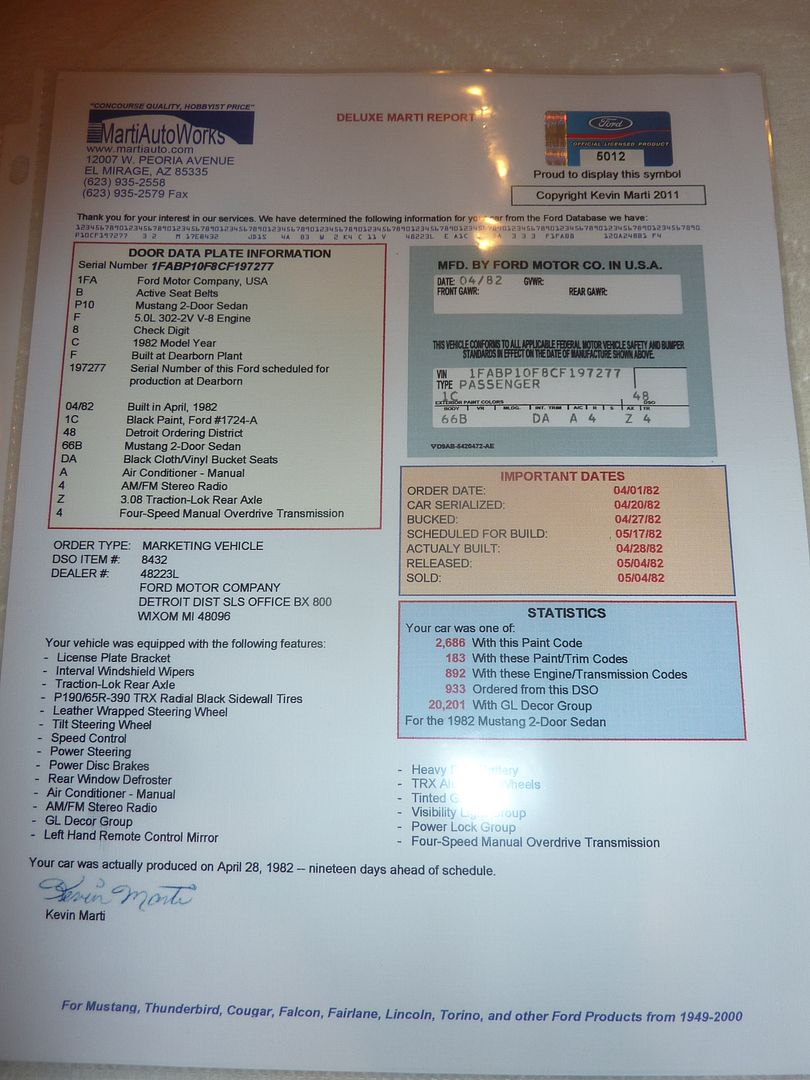 "CONCOURSE QUALITY, HOBBYIST PRICE"
MartiAutoWorks
www.martiauto.com
12007 W. PEORIA AVENUE
EL MIRAGE, AZ 85335
(623) 935-2558
(623) 935-2579 Fax
DELUXE MARTI REPORT
Ford
OFFICIAL LICENSED PRODUCT
5012
Proud to display this symbol
Copyright Kevin Marti 2011
Thank you for your interest in our services. We have determined the following information for your car from the Ford Database we have:
DOOR DATA PLATE INFORMATION
Serial Number 1FABP10F8CF197277
1FA Ford Motor Company, USA
B Active Seat Belts
P10 Mustang 2-Door Sedan
F 5.0L 302-2V V-8 Engine
8 Check Digit
C 1982 Model Year
F Built at Dearborn Plant
197277 Serial Number of this Ford scheduled for
production at Dearborn
04/82 Built in April, 1982
1C Black Paint, Ford #1724-A
48 Detroit Ordering District
66B Mustang 2-Door Sedan
DA Black Cloth/Vinyl Bucket Seats
A Air Conditioner - Manual
4 AM/FM Stereo Radio
Z 3.08 Traction-Lok Rear Axle
4 Four-Speed Manual Overdrive Transmission
MFD. BY FORD MOTOR CO. IN U.S.A.
DATE: 04/82 GVWR:
FRONT GAWR: REAR GAWR:
THIS VEHICLE CONFORMS TO ALL APPLICABLE FEDERAL MOTOR VEHICLE SAFETY AND BUMPER
STANDARDS IN EFFECT ON THE DATE OF MANUFACTURE SHOWN ABOVE.
VIN 1FABP10F8CF197277
TYPE PASSENGER
1C 48
EXTERIOR PAINT COLORS DSO
BODY VR MLDG. INT. TRIM A/C R S AX TR
66B DA A 4 Z 4
IMPORTANT DATES
ORDER DATE: 04/01/82
CAR SERIALIZED: 04/20/82
BUCKED: 04/27/82
SCHEDULED FOR BUILD: 05/17/82
ACTUALY BUILT: 04/28/82
RELEASED: 05/04/82
SOLD: 05/04/82
ORDER TYPE: MARKETING VEHICLE
DSO ITEM #: 8432
DEALER #: 48223L
FORD MOTOR COMPANY
DETROIT DIST SLS OFFICE BX 800
WIXOM MI 48096
STATISTICS
Your car was one of:
2,686 With this Paint Code
183 With these Paint/Trim Codes
892 With these Engine/Transmission Codes
933 Ordered from this DSO
20,201 With GL Decor Group
For the 1982 Mustang 2-Door Sedan
Your vehicle was equipped with the following features:
- License Plate Bracket
- Interval Windshield Wipers
- Traction-Lok Rear Axle
- P190/65R-390 TRX Radial Black Sidewall Tires
- Leather Wrapped Steering Wheel
- Tilt Steering Wheel
- Speed Control
- Power Steering
- Power Disc Brakes
- Rear Window Defroster
- Air Conditioner - Manual
- AM/FM Stereo Radio
- GL Decor Group
- Left Hand Remote Control Mirror
- Heavy Battery
- TRX Wheels
- Tinted
- Visibility Light Group
- Power Lock Group
- Four-Speed Manual Overdrive Transmission
Your car was actually produced on April 28, 1982 -- nineteen days ahead of schedule.
Kevin Marti
Kevin Marti
For Mustang, Thunderbird, Cougar, Falcon, Fairlane, Lincoln, Torino, and other Ford Products from 1949-2000